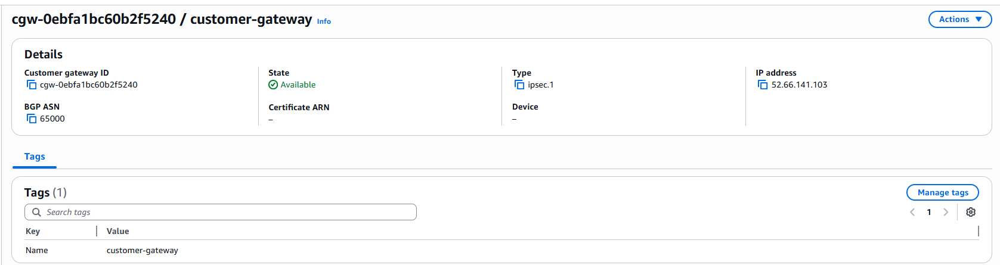 cgw-0ebfa1bc60b2f5240 / customer-gateway Info
Actions
Details
Customer gateway ID
cgw-0ebfa1bc60b2f5240
State
Available
Type
ipsec.1
IP address
52.66.141.103
BGP ASN
65000
Certificate ARN
–
Device
–
Tags
Tags (1)
Manage tags
Search tags
1
Key Value
Name customer-gateway